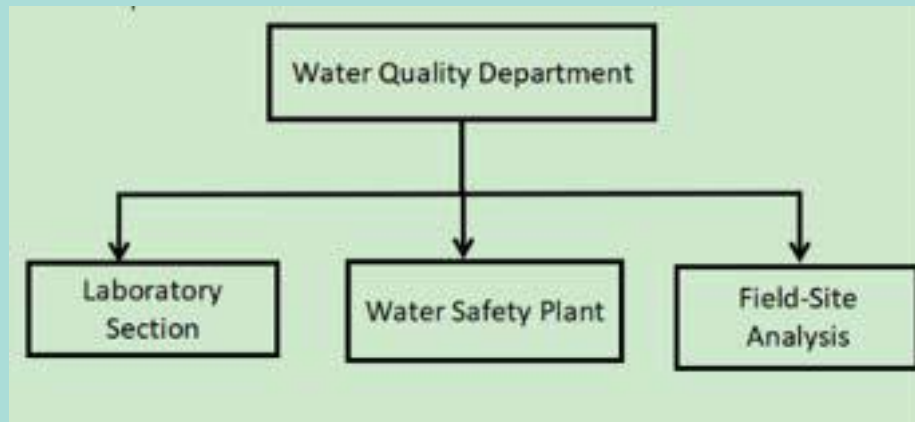 Water Quality Department
Laboratory
Section
Water Safety Plant
Field-Site
Analysis